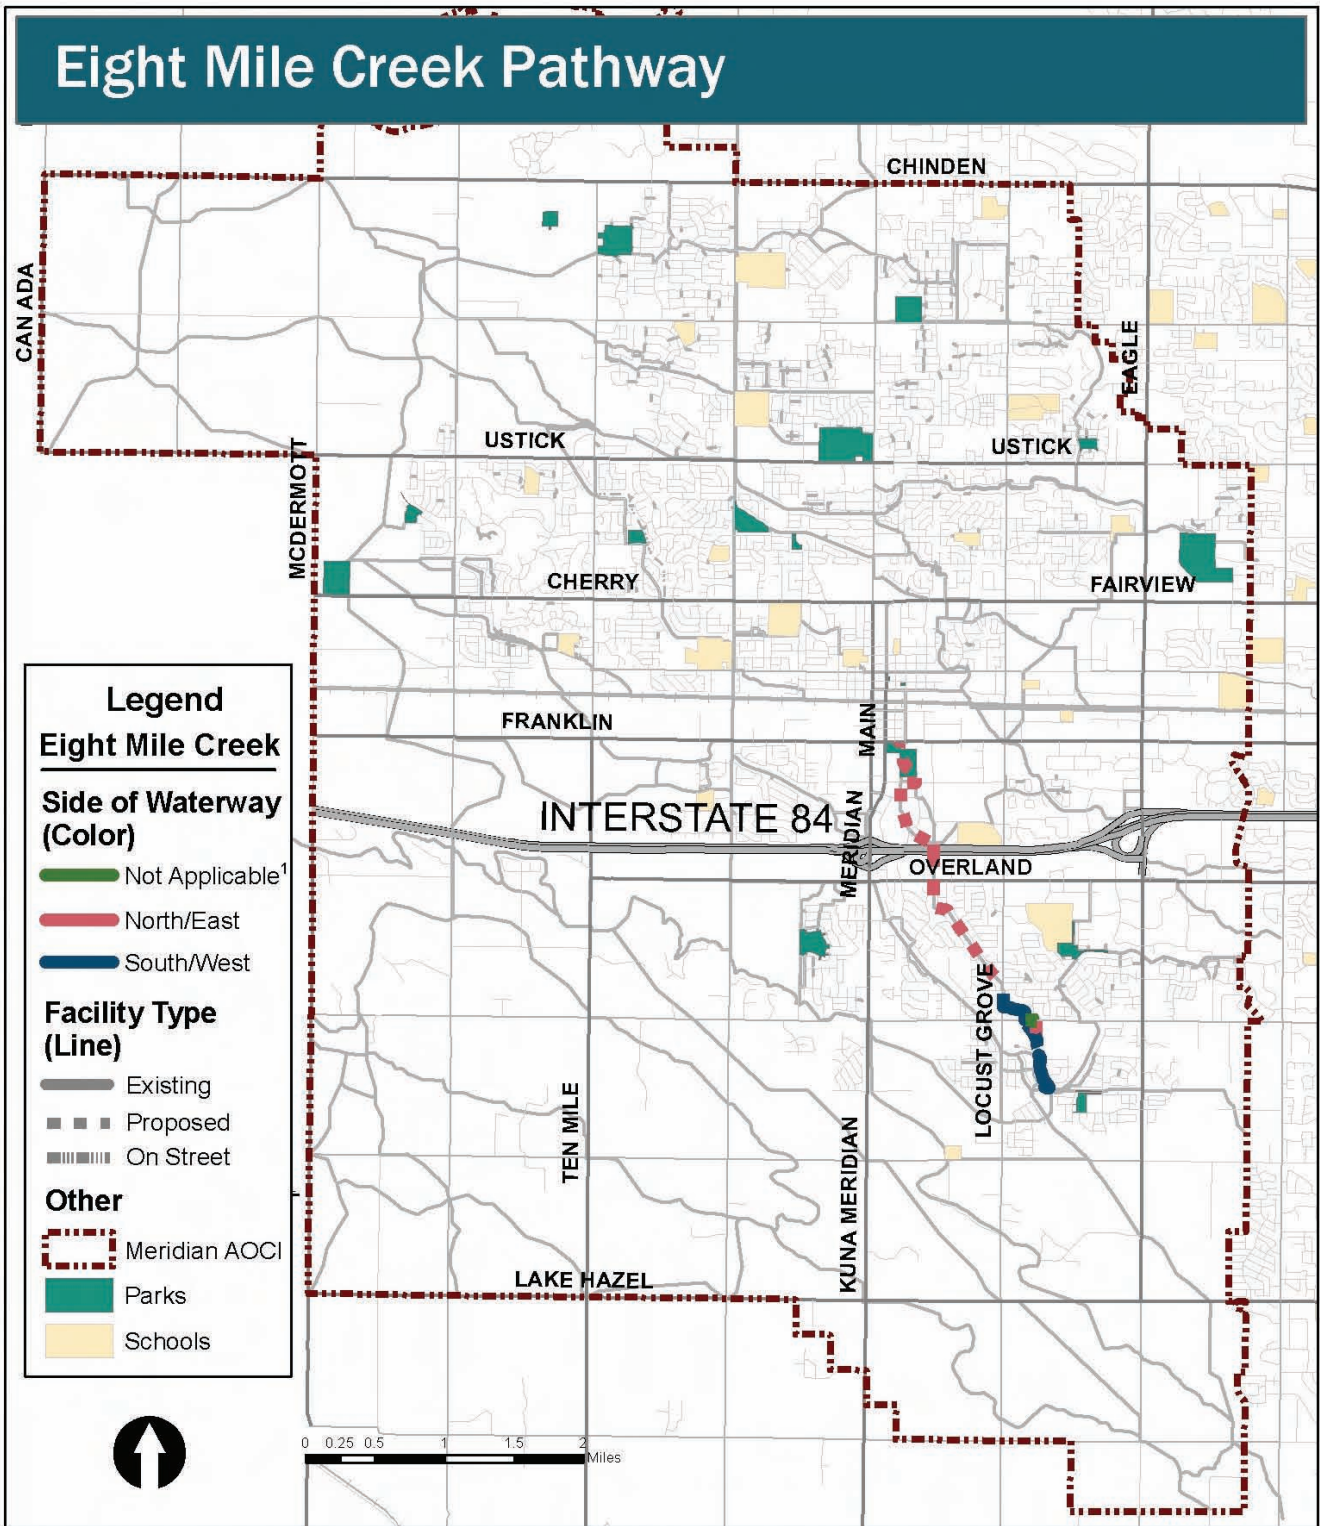 Eight Mile Creek Pathway
CHINDEN
CAN ADA
EAGLE
USTICK
USTICK
MCDERMOTT
CHERRY
FAIRVIEW
FRANKLIN
MAIN
INTERSTATE 84
MERIDIAN
OVERLAND
LOCUST GROVE
TEN MILE
KUNA MERIDIAN
LAKE HAZEL
Legend
Eight Mile Creek
Side of Waterway
(Color)
Not Applicable¹
North/East
South/West
Facility Type
(Line)
Existing
Proposed
On Street
Other
Meridian AOCI
Parks
Schools
0 0.25 0.5 1 1.5 2
Miles